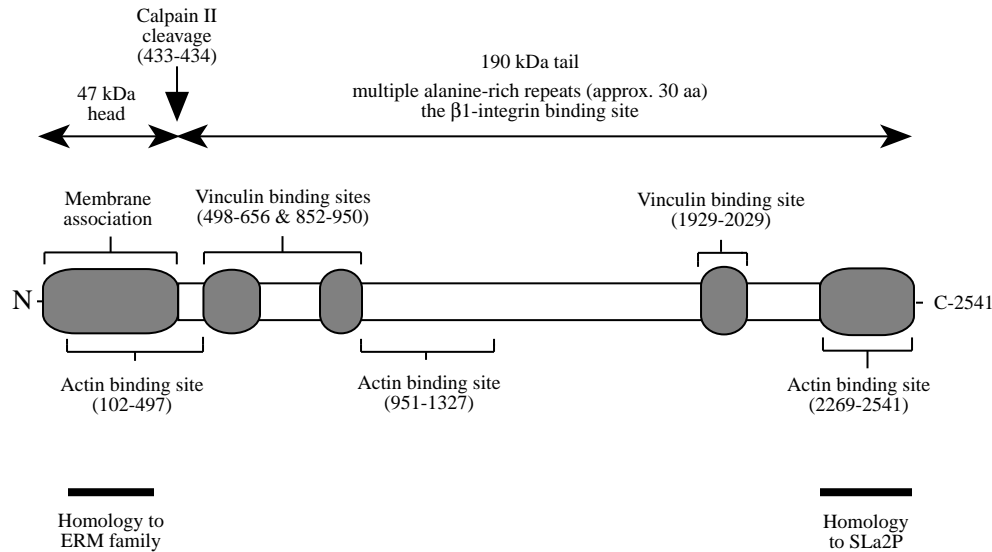 Calpain II
cleavage
(433-434)
47 kDa
head
190 kDa tail
multiple alanine-rich repeats (approx. 30 aa)
the β1-integrin binding site
Membrane
association
Vinculin binding sites
(498-656 & 852-950)
Vinculin binding site
(1929-2029)
N
C-2541
Actin binding site
(102-497)
Actin binding site
(951-1327)
Actin binding site
(2269-2541)
Homology to
ERM family
Homology
to SLa2P